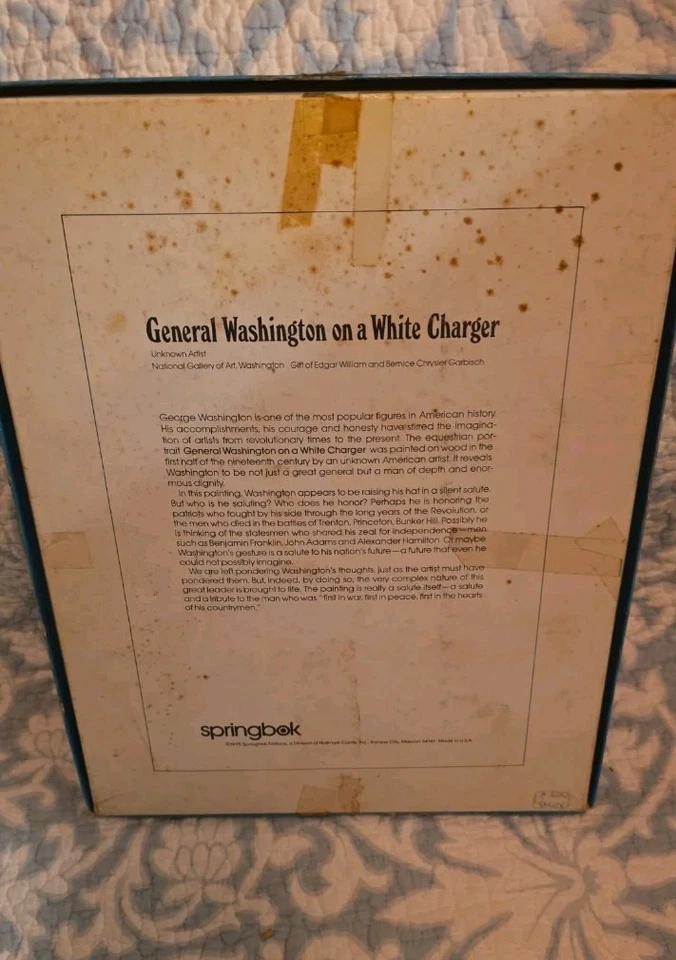 General Washington on a White Charger
Unknown Artist
National Gallery of Art, Washington Gift of Edgar William and Bernice Chrysler Garbisch
George Washington is one of the most popular figures in American history.
His accomplishments, his courage and honesty have stirred the imagina-
tion of artists from revolutionary times to the present. The equestrian por-
trait General Washington on a White Charger was painted on wood in the
first half of the nineteenth century by an unknown American artist. It reveals
Washington to be not just a great general but a man of depth and enor-
mous dignity.
In this painting, Washington appears to be raising his hat in a silent salute.
But who is he saluting? Who does he honor? Perhaps he is honoring the
patriots who fought by his side through the long years of the Revolution, or
the men who died in the battles of Trenton, Princeton, Bunker Hill. Possibly he
is thinking of the statesmen who shared his zeal for independence—men
such as Benjamin Franklin, John Adams and Alexander Hamilton. Or maybe
Washington's gesture is a salute to his nation's future—a future that even he
could not possibly imagine.
We are left pondering Washington's thoughts, just as the artist must have
pondered them. But, indeed, by doing so, the very complex nature of this
great leader is brought to life. The painting is really a salute itself—a salute
and a tribute to the man who was "first in war, first in peace, first in the hearts
of his countrymen."
springbok
Springbok Editions, a Division of Hallmark Cards, Inc., Kansas City, Missouri 64141 Made in U.S.A.